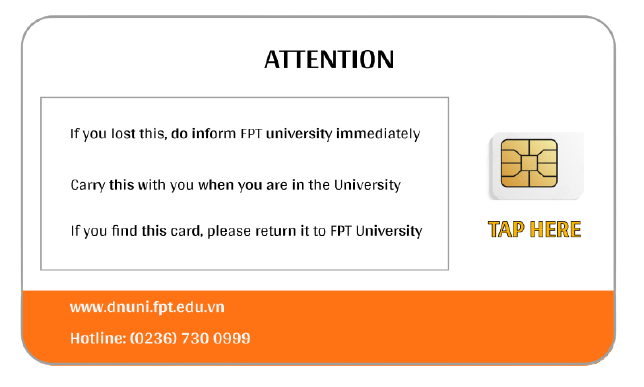 ATTENTION
If you lost this, do inform FPT university immediately
Carry this with you when you are in the University
If you find this card, please return it to FPT University
TAP HERE
www.dnuni.fpt.edu.vn
Hotline: (0236) 730 0999